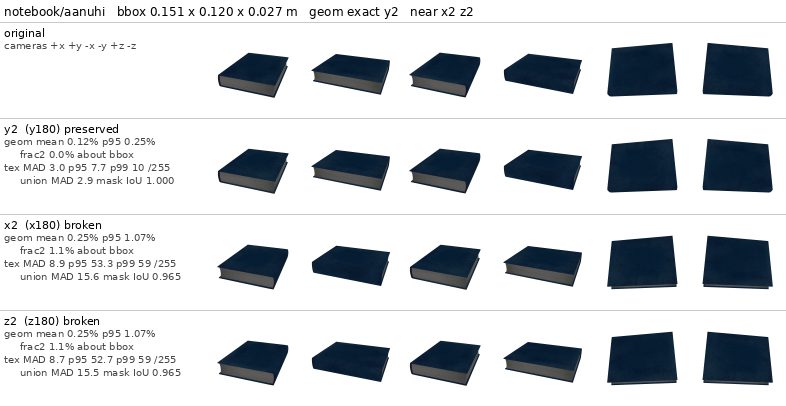 notebook/aanuhi bbox 0.151 x 0.120 x 0.027 m geom exact y2 near x2 z2
original
cameras +x +y -x -y +z -z
y2 (y180) preserved
geom mean 0.12% p95 0.25%
frac2 0.0% about bbox
tex MAD 3.0 p95 7.7 p99 10 /255
union MAD 2.9 mask IoU 1.000
x2 (x180) broken
geom mean 0.25% p95 1.07%
frac2 1.1% about bbox
tex MAD 8.9 p95 53.3 p99 59 /255
union MAD 15.6 mask IoU 0.965
z2 (z180) broken
geom mean 0.25% p95 1.07%
frac2 1.1% about bbox
tex MAD 8.7 p95 52.7 p99 59 /255
union MAD 15.5 mask IoU 0.965